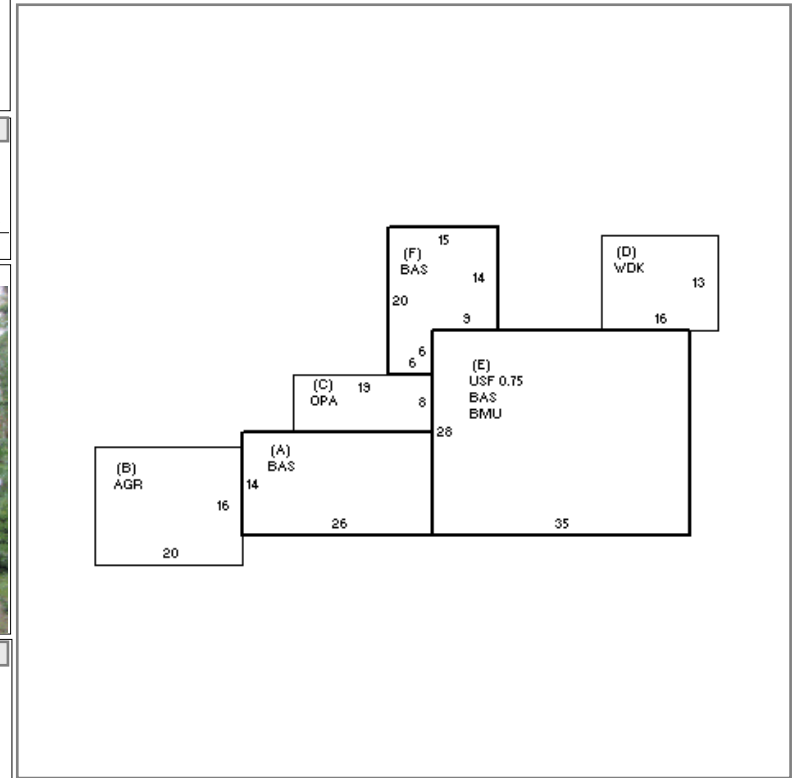 15
(F)
BAS
14
20
9
6
6
(D)
WDK
13
16
(C)
19
OPA
8
(E)
USF 0.75
BAS
BMU
28
35
(A)
BAS
14
26
(B)
AGR
16
20